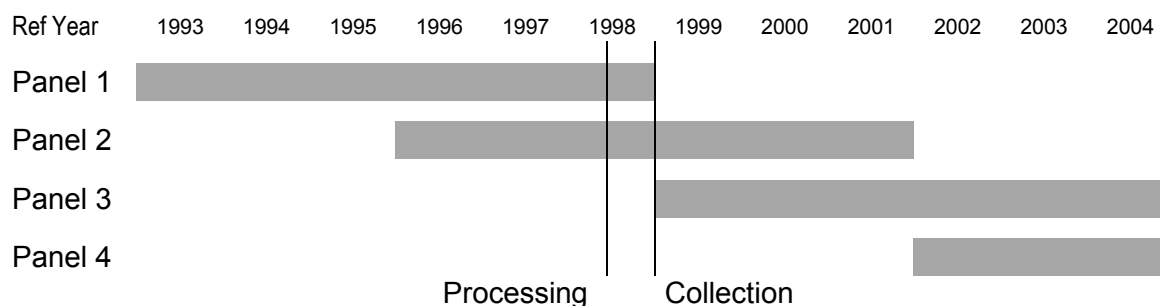 Ref Year 1993 1994 1995 1996 1997 1998 1999 2000 2001 2002 2003 2004
Panel 1
Panel 2
Panel 3
Panel 4
Processing Collection